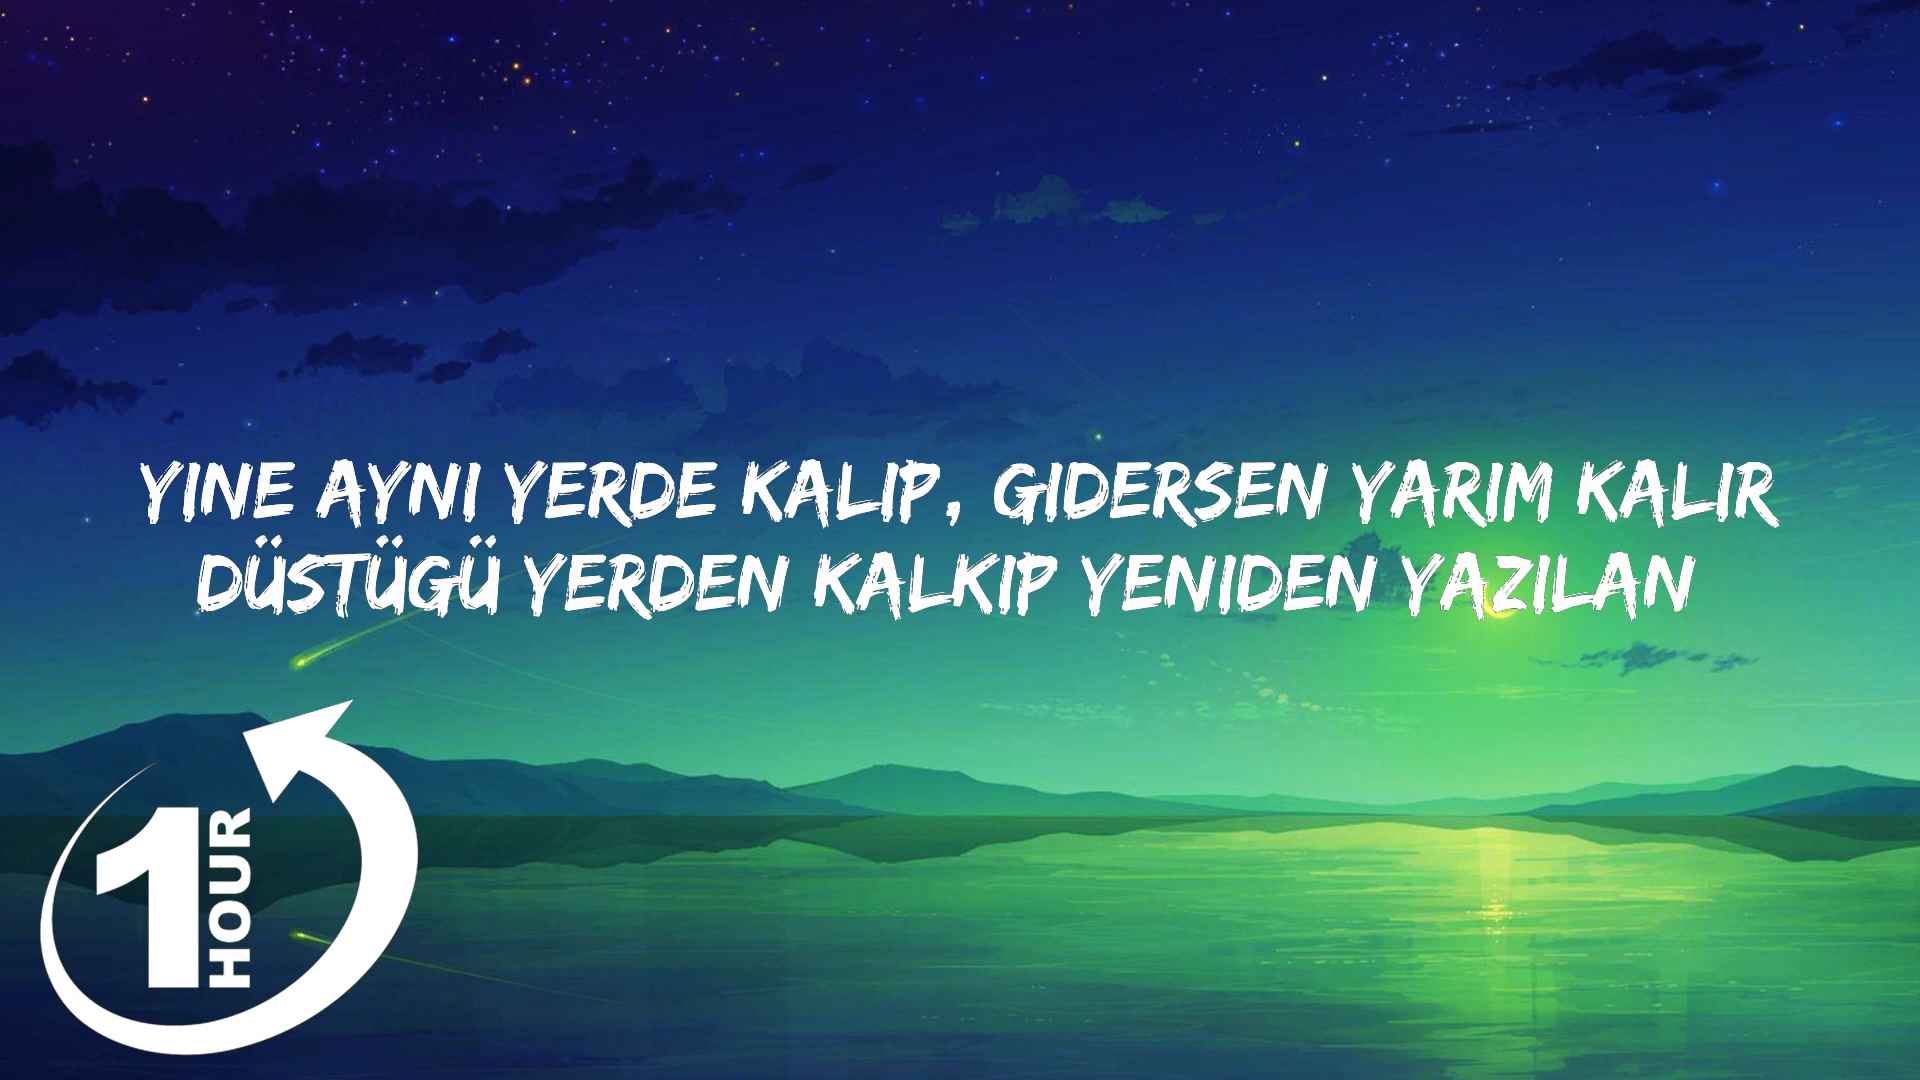 YINE AYNI YERDE KALIP, GIDERSEN YARIM KALIR
DÜSTÜGÜ YERDEN KALKIP YENIDEN YAZILAN
1 HOUR